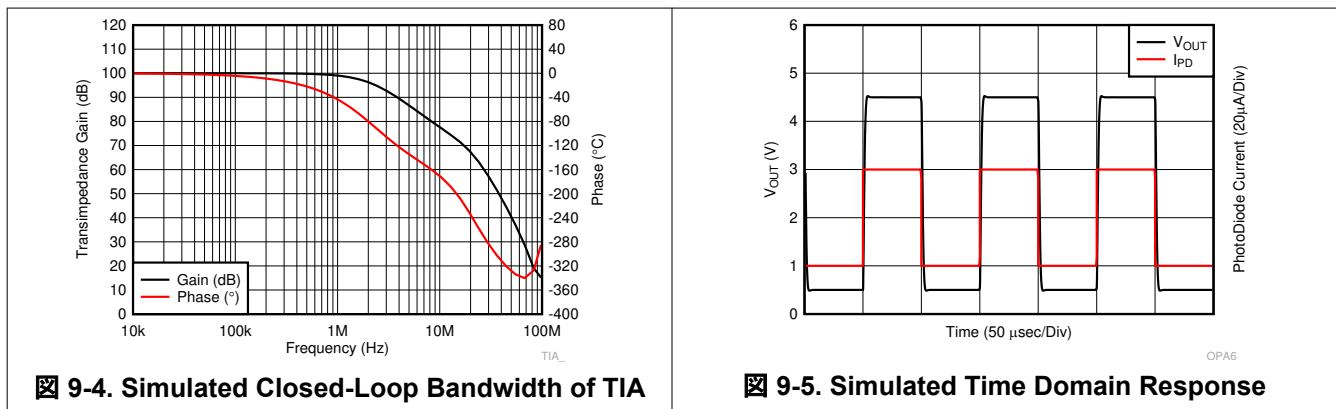 120
110
100
90
80
70
60
50
40
30
20
10
0
Transimpedance Gain (dB)
80
40
0
-40
-80
-120
-160
-200
-240
-280
-320
-360
-400
Phase (°C)
Gain (dB)
Phase (°)
10k
100k
1M
10M
100M
Frequency (Hz)
TIA_
図 9-4. Simulated Closed-Loop Bandwidth of TIA
6
5
4
3
2
1
0
VOUT (V)
VOUT
IPD
PhotoDiode Current (20μA/Div)
Time (50 μsec/Div)
OPA6
図 9-5. Simulated Time Domain Response